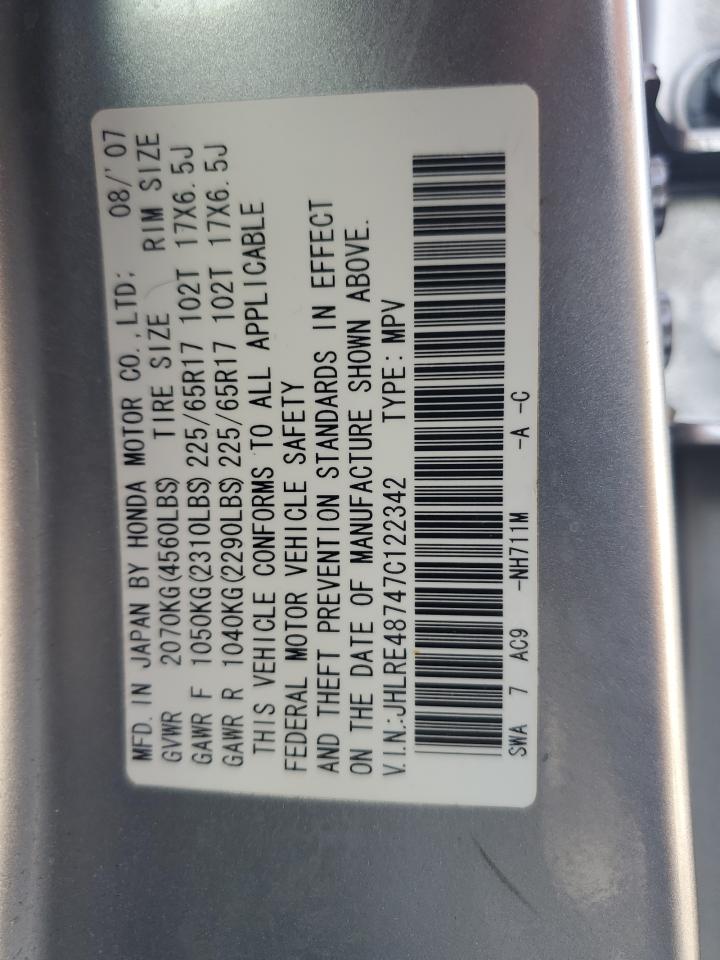 MFD. IN JAPAN BY HONDA MOTOR CO., LTD: 08/'07
GVWR 2070KG(4560LBS) TIRE SIZE RIM SIZE
GAWR F 1050KG(2310LBS) 225/65R17 102T 17X6.5J
GAWR R 1040KG(2290LBS) 225/65R17 102T 17X6.5J
THIS VEHICLE CONFORMS TO ALL APPLICABLE
FEDERAL MOTOR VEHICLE SAFETY
AND THEFT PREVENTION STANDARDS IN EFFECT
ON THE DATE OF MANUFACTURE SHOWN ABOVE.
V.I.N.:JHLRE48747C122342 TYPE: MPV
SWA 7 AC9 -NH711M -A -C